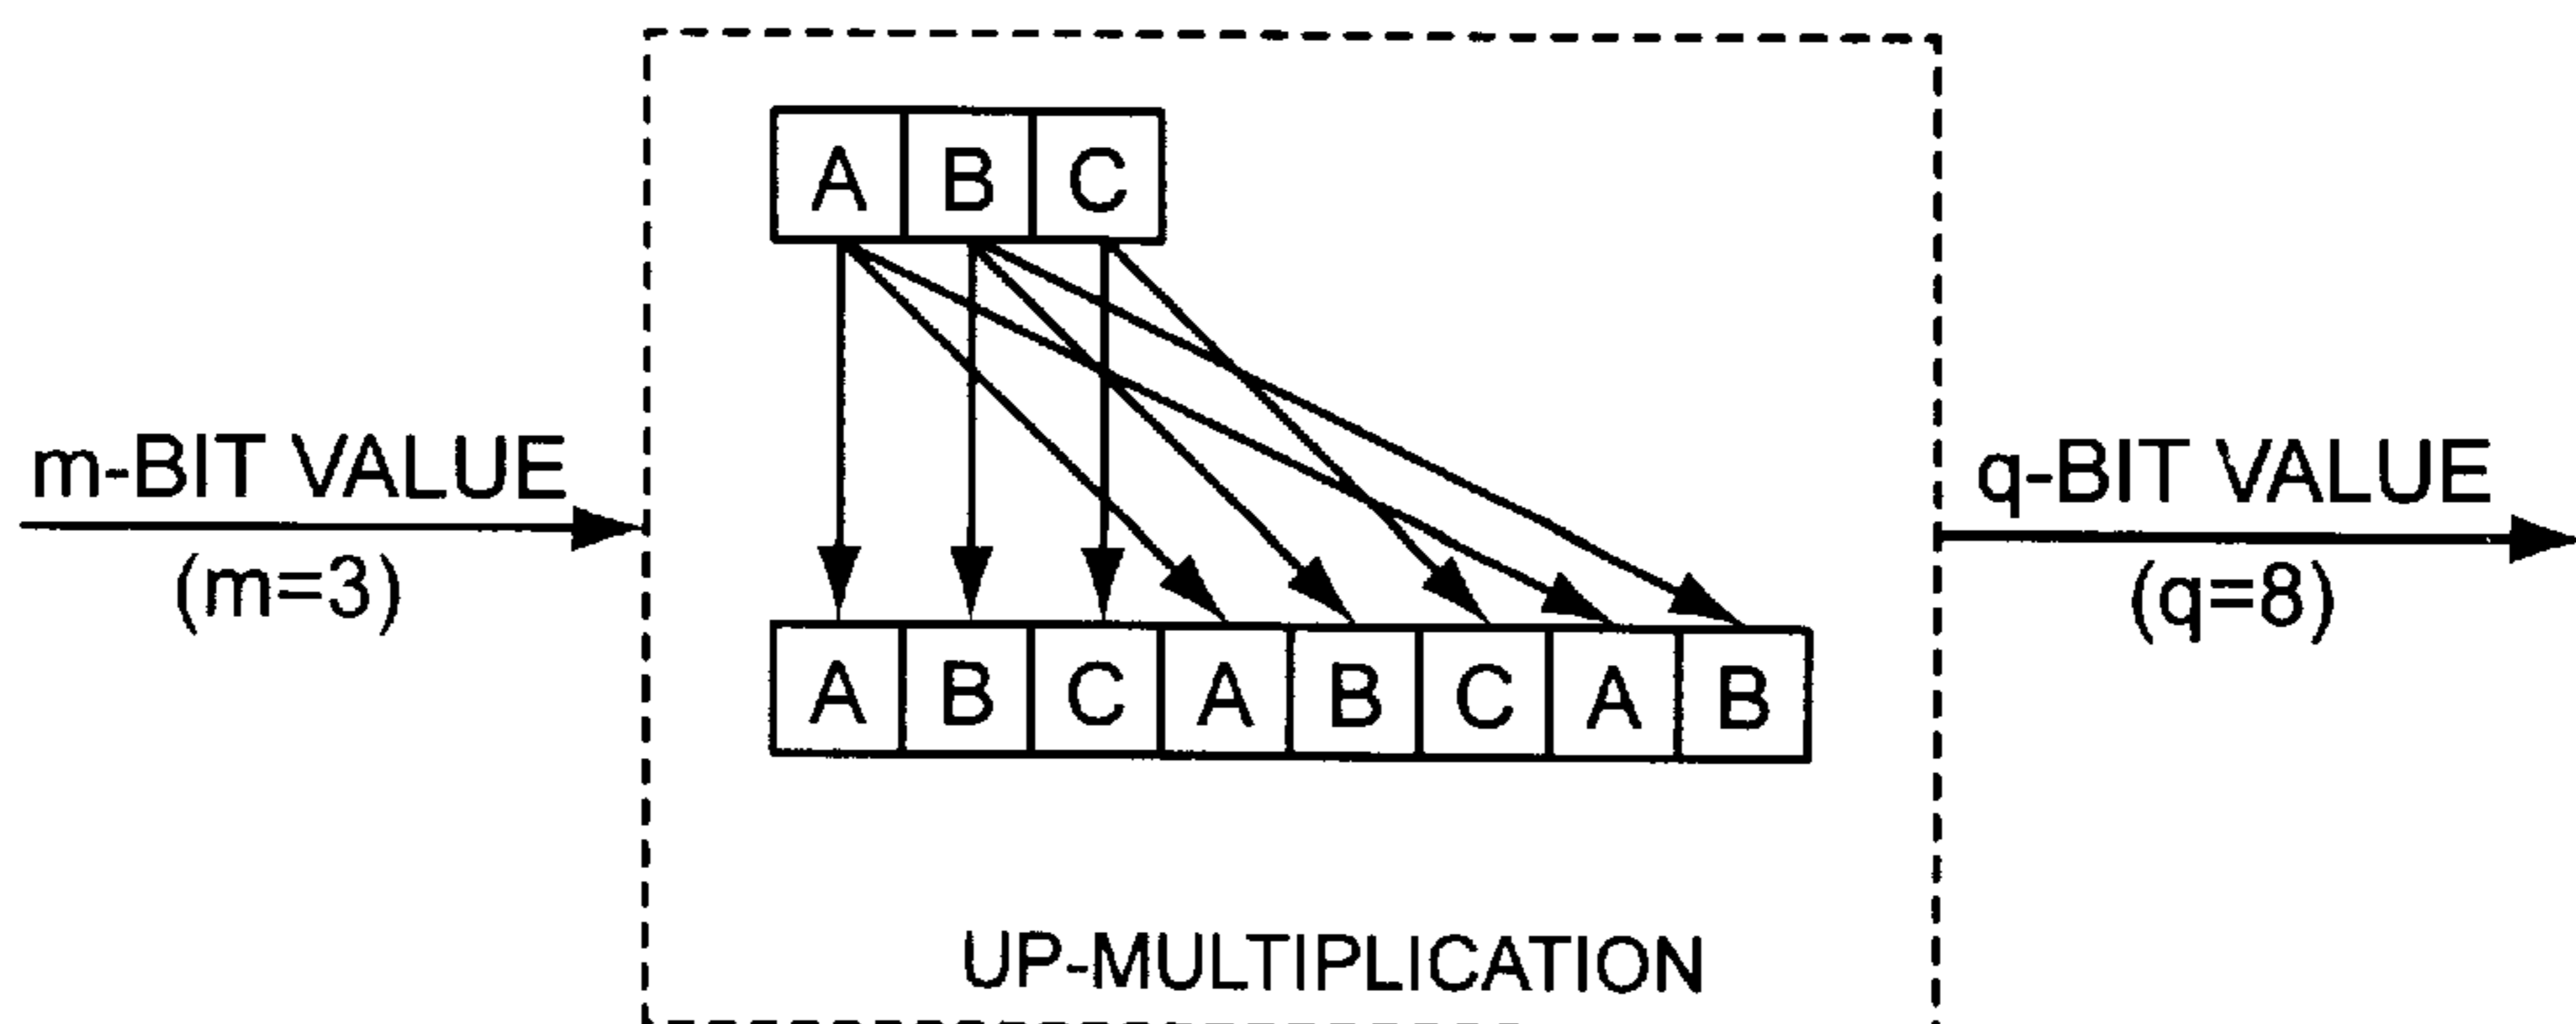 A B C
m-BIT VALUE
(m=3)
q-BIT VALUE
(q=8)
A B C A B C A B
UP-MULTIPLICATION